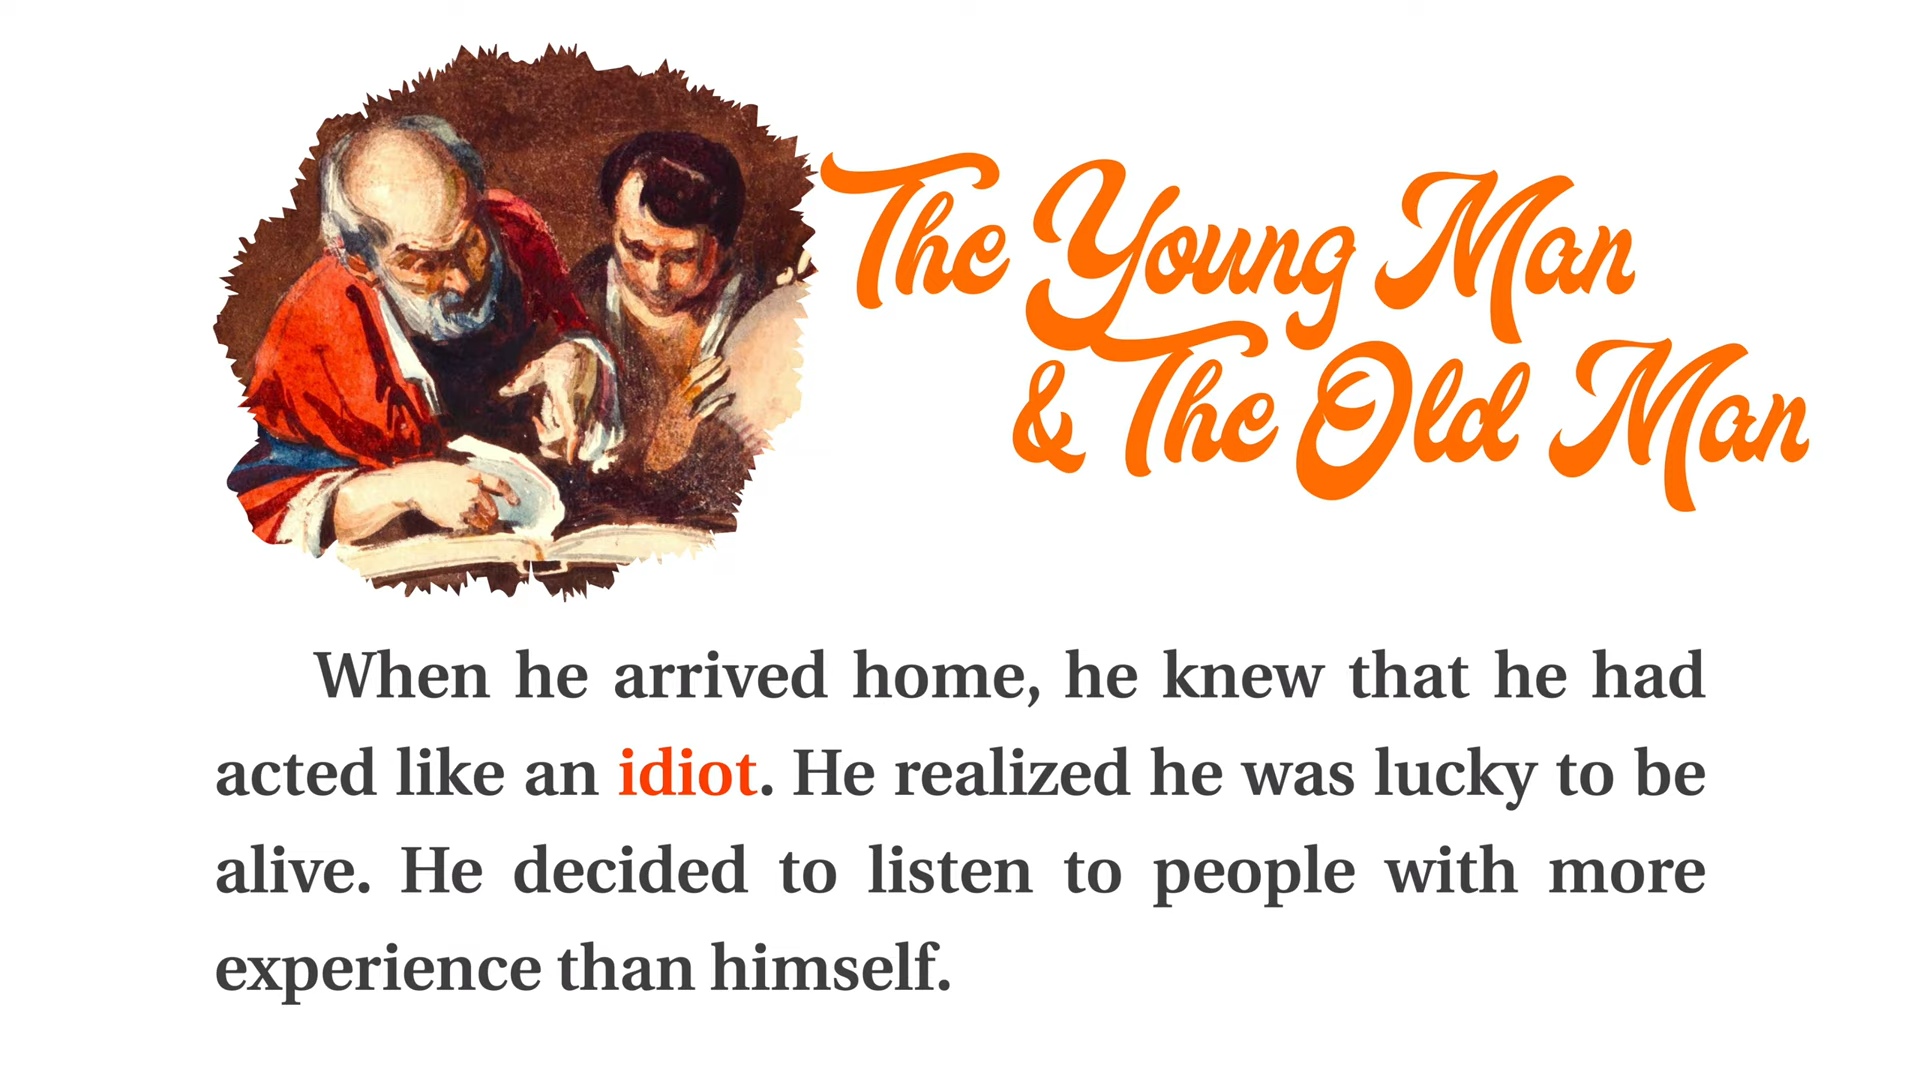 The Young Man
& The Old Man
When he arrived home, he knew that he had
acted like an idiot. He realized he was lucky to be
alive. He decided to listen to people with more
experience than himself.